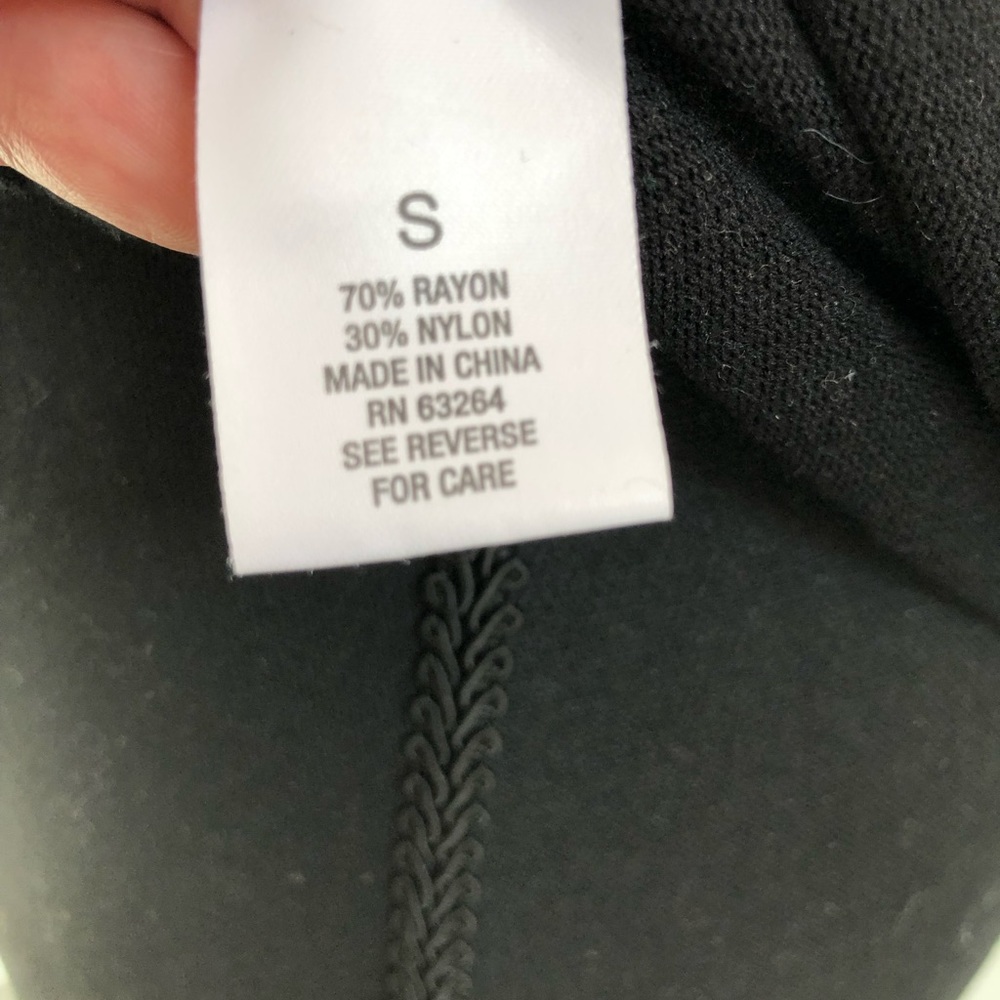 S
70% RAYON
30% NYLON
MADE IN CHINA
RN 63264
SEE REVERSE
FOR CARE